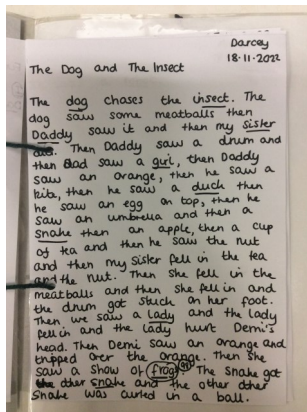 Darcey
18-11-2022
The Dog and The Insect
The dog chases the insect. The
dog saw some meatballs then
Daddy saw it and then my sister
did. Then Daddy saw a drum and
then Dad saw a girl, then Daddy
saw an orange, then he saw a
kite, then he saw a duck then
he saw an egg on top, then he
saw an umbrella and then a
snake then an apple, then a cup
of tea and then he saw the nut
and then my sister fell in the tea
and the nut. Then she fell in the
meatballs and then she fell in and
the drum got stuck on her foot.
Then we saw a lady and the lady
fell in and the lady hurt Demi's
head. Then Demi saw an orange and
tripped over the orange. Then she
saw a show of frog. The snake got
the other snake and the other other
snake was curled in a ball.